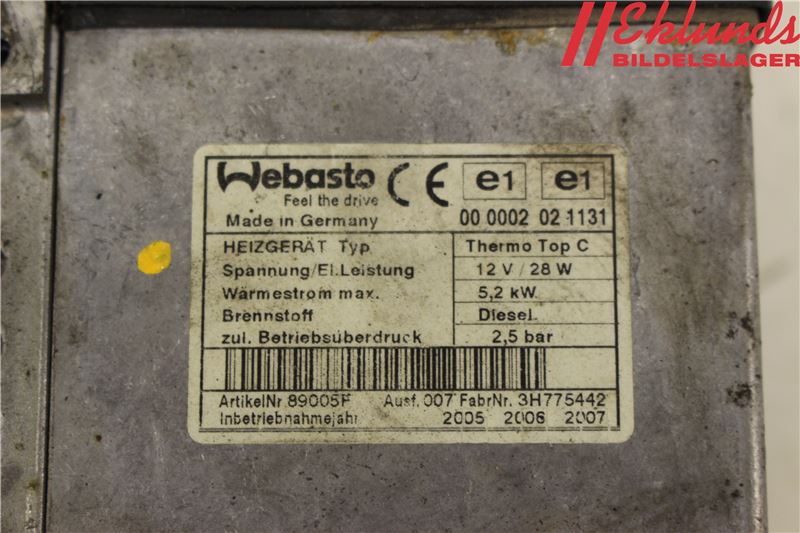 Eklunds
BILDELSLAGER
Webasto CE e1 e1
Feel the drive
Made in Germany 00 0002 02 1131
HEIZGERÄT Typ Thermo Top C
Spannung/El.Leistung 12 V / 28 W
Wärmestrom max. 5,2 kW
Brennstoff Diesel
zul. Betriebsüberdruck 2,5 bar
ArtikelNr 89005F Ausf. 007 FabrNr. 3H775442
Inbetriebnahmejahr 2005 2006 2007